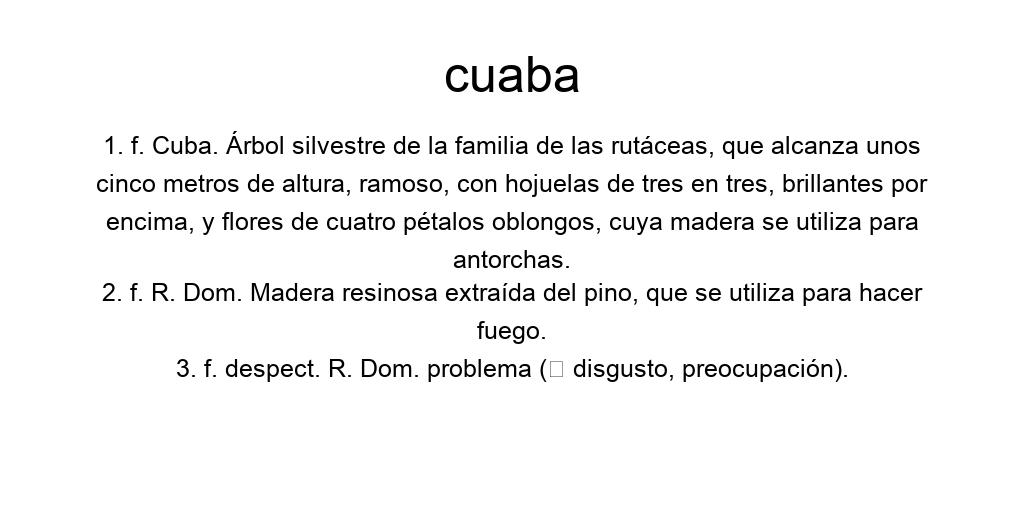 cuaba
1. f. Cuba. Árbol silvestre de la familia de las rutáceas, que alcanza unos
cinco metros de altura, ramoso, con hojuelas de tres en tres, brillantes por
encima, y flores de cuatro pétalos oblongos, cuya madera se utiliza para
antorchas.
2. f. R. Dom. Madera resinosa extraída del pino, que se utiliza para hacer
fuego.
3. f. despect. R. Dom. problema (□ disgusto, preocupación).